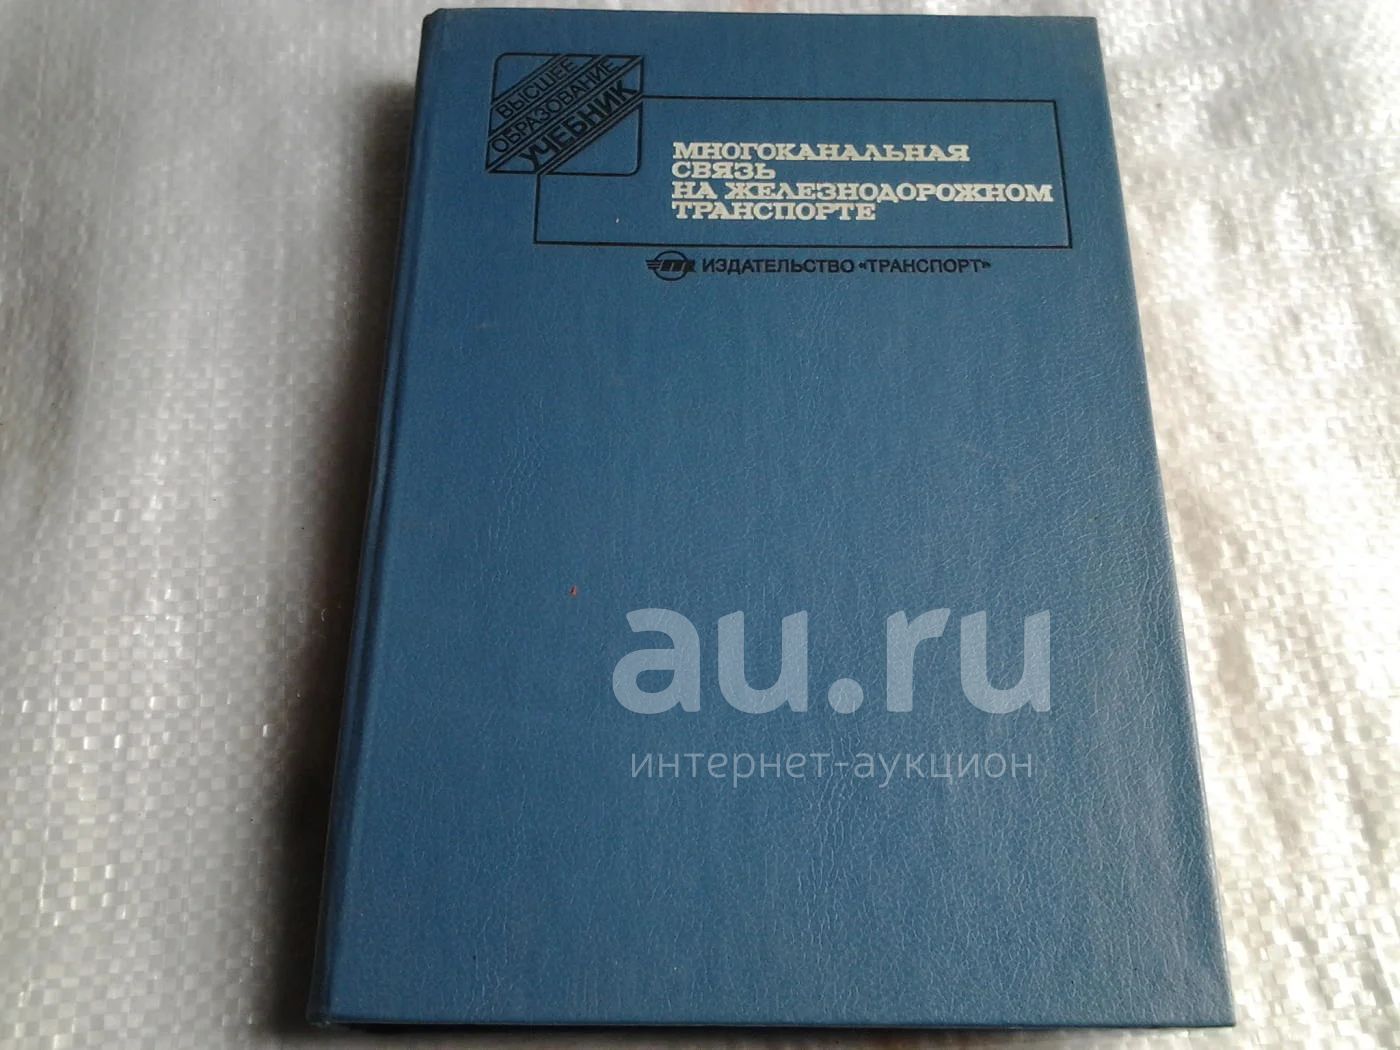 ВЫСШЕЕ
ОБРАЗОВАНИЕ
УЧЕБНИК
МНОГОКАНАЛЬНАЯ
СВЯЗЬ
НА ЖЕЛЕЗНОДОРОЖНОМ
ТРАНСПОРТЕ
ИЗДАТЕЛЬСТВО «ТРАНСПОРТ»
au.ru
интернет-аукцион